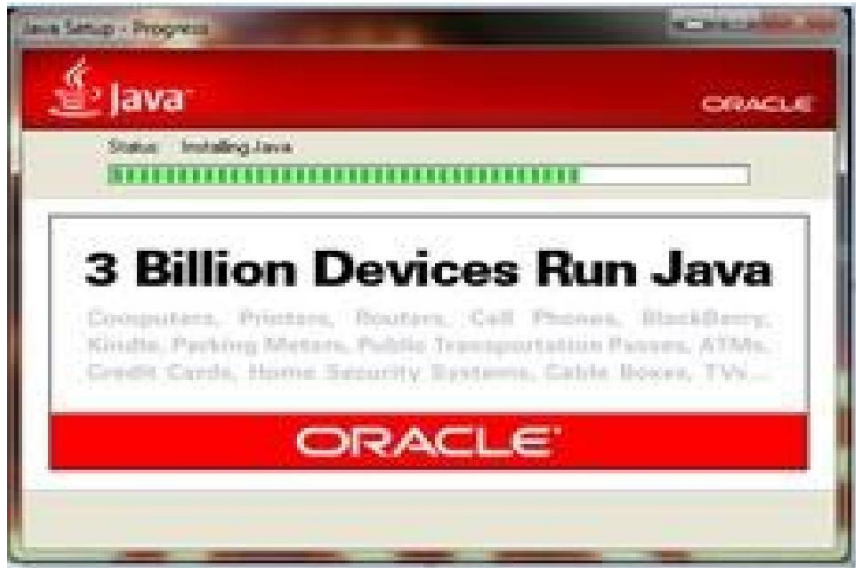 Java Setup - Progress
Java
ORACLE
Status: Installing Java
3 Billion Devices Run Java
Computers, Printers, Routers, Cell Phones, BlackBerry,
Kindle, Parking Meters, Public Transportation Passes, ATMs,
Credit Cards, Home Security Systems, Cable Boxes, TVs...
ORACLE